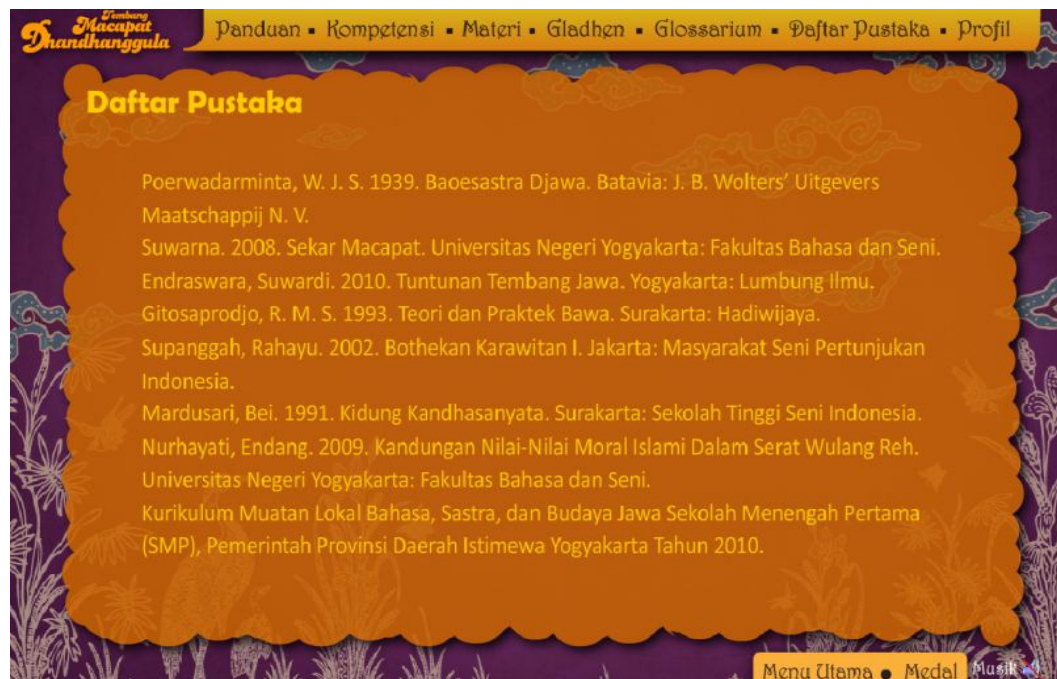 Tembang
Macapat
Dhandhanggula
Panduan ▪ Kompetensi ▪ Materi ▪ Gladhen ▪ Glossarium ▪ Daftar Pustaka ▪ Profil
Daftar Pustaka
Poerwadarminta, W. J. S. 1939. Baoesastra Djawa. Batavia: J. B. Wolters’ Uitgevers
Maatschappij N. V.
Suwarna. 2008. Sekar Macapat. Universitas Negeri Yogyakarta: Fakultas Bahasa dan Seni.
Endraswara, Suwardi. 2010. Tuntunan Tembang Jawa. Yogyakarta: Lumbung Ilmu.
Gitosaprodjo, R. M. S. 1993. Teori dan Praktek Bawa. Surakarta: Hadiwijaya.
Supanggah, Rahayu. 2002. Bothekan Karawitan I. Jakarta: Masyarakat Seni Pertunjukan
Indonesia.
Mardusari, Bei. 1991. Kidung Kandhasanyata. Surakarta: Sekolah Tinggi Seni Indonesia.
Nurhayati, Endang. 2009. Kandungan Nilai-Nilai Moral Islami Dalam Serat Wulang Reh.
Universitas Negeri Yogyakarta: Fakultas Bahasa dan Seni.
Kurikulum Muatan Lokal Bahasa, Sastra, dan Budaya Jawa Sekolah Menengah Pertama
(SMP), Pemerintah Provinsi Daerah Istimewa Yogyakarta Tahun 2010.
Menu Utama ● Medal Musik